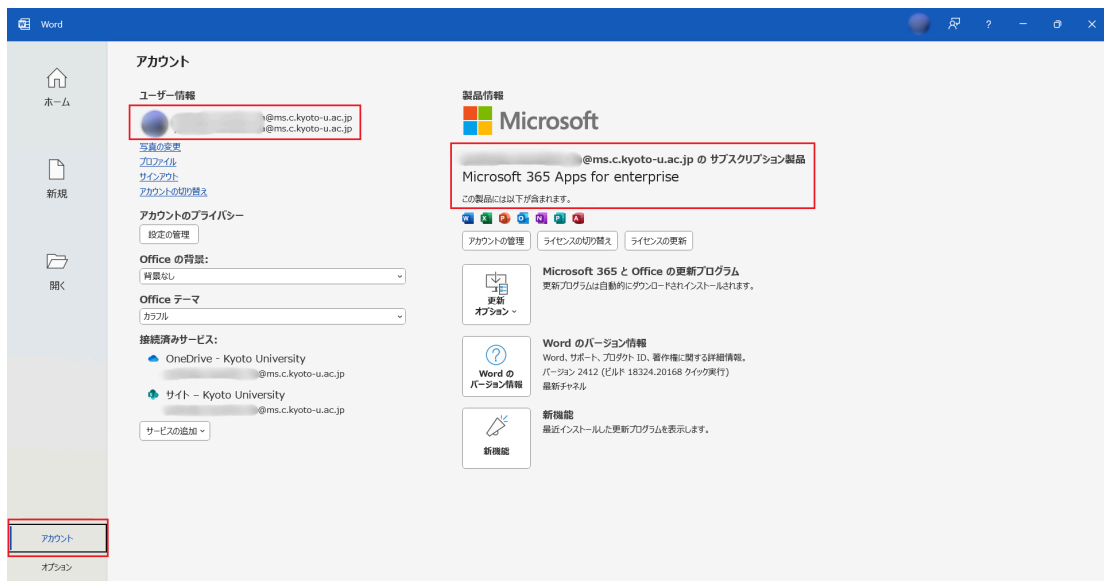 Word
?
アカウント
ホーム
新規
開く
アカウント
オプション
ユーザー情報
@ms.c.kyoto-u.ac.jp
a@ms.c.kyoto-u.ac.jp
写真の変更
プロファイル
サインアウト
アカウントの切り替え
アカウントのプライバシー
設定の管理
Office の背景:
背景なし
Office テーマ
カラフル
接続済みサービス:
OneDrive - Kyoto University
@ms.c.kyoto-u.ac.jp
サイト – Kyoto University
@ms.c.kyoto-u.ac.jp
サービスの追加
製品情報
Microsoft
@ms.c.kyoto-u.ac.jp の サブスクリプション製品
Microsoft 365 Apps for enterprise
この製品には以下が含まれます。
アカウントの管理 ライセンスの切り替え ライセンスの更新
更新
オプション
Microsoft 365 と Office の更新プログラム
更新プログラムは自動的にダウンロードされインストールされます。
Word の
バージョン情報
Word のバージョン情報
Word、サポート、プロダクト ID、著作権に関する詳細情報。
バージョン 2412 (ビルド 18324.20168 クイック実行)
最新チャネル
新機能
新機能
最近インストールした更新プログラムを表示します。